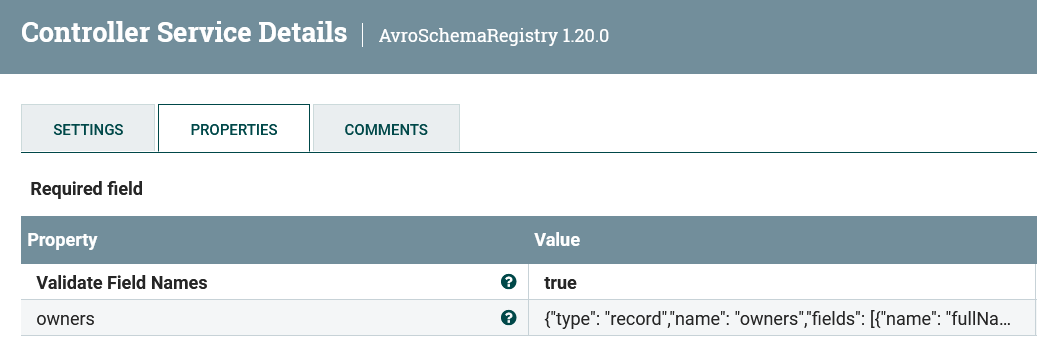 Controller Service Details | AvroSchemaRegistry 1.20.0
SETTINGS PROPERTIES COMMENTS
Required field
Property Value
Validate Field Names ? true
owners ? {"type": "record","name": "owners","fields": [{"name": "fullNa...